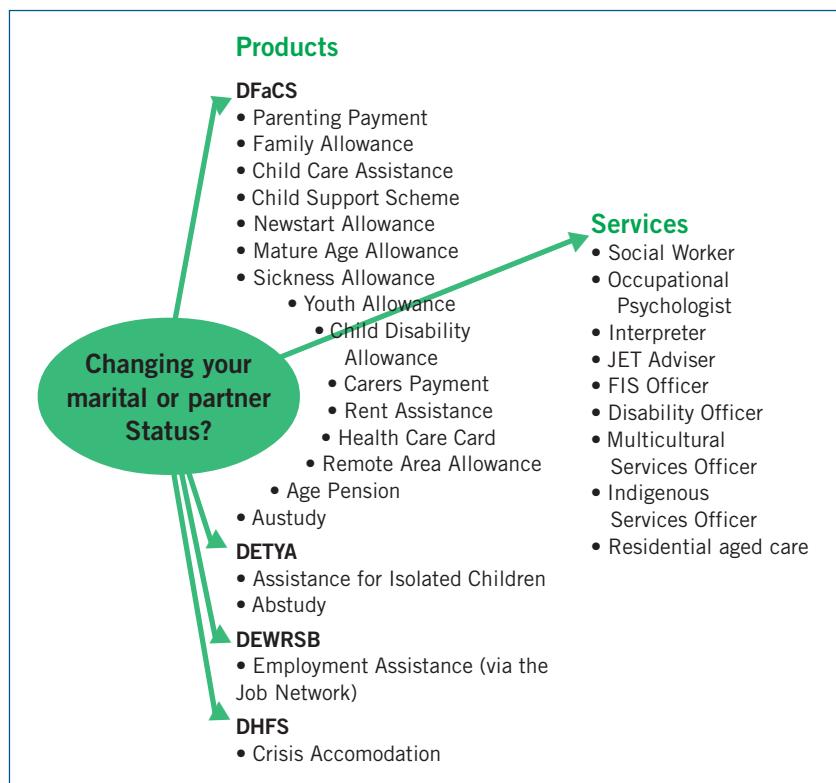 Products
DFaCS
• Parenting Payment
• Family Allowance
• Child Care Assistance
• Child Support Scheme
• Newstart Allowance
• Mature Age Allowance
• Sickness Allowance
• Youth Allowance
• Child Disability
Allowance
• Carers Payment
• Rent Assistance
• Health Care Card
• Remote Area Allowance
• Age Pension
• Austudy
DETYA
• Assistance for Isolated Children
• Abstudy
DEWRSB
• Employment Assistance (via the
Job Network)
DHFS
• Crisis Accomodation
Changing your
marital or partner
Status?
Services
• Social Worker
• Occupational
Psychologist
• Interpreter
• JET Adviser
• FIS Officer
• Disability Officer
• Multicultural
Services Officer
• Indigenous
Services Officer
• Residential aged care